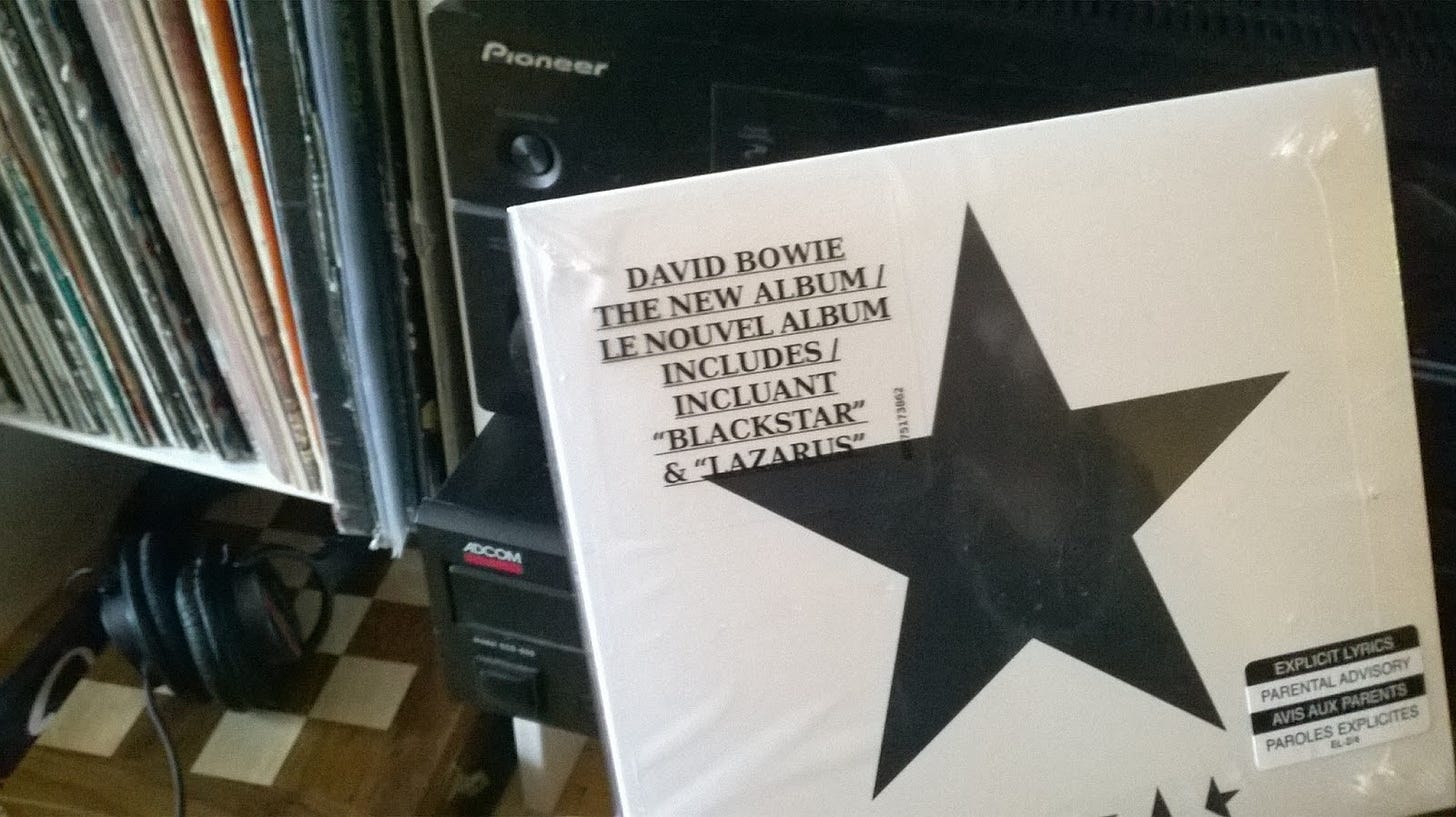 Pioneer
DAVID BOWIE
THE NEW ALBUM /
LE NOUVEL ALBUM
INCLUDES /
INCLUANT
"BLACKSTAR"
& "LAZARUS"
ADCOM
EXPLICIT LYRICS
PARENTAL ADVISORY
AVIS AUX PARENTS
PAROLES EXPLICITES